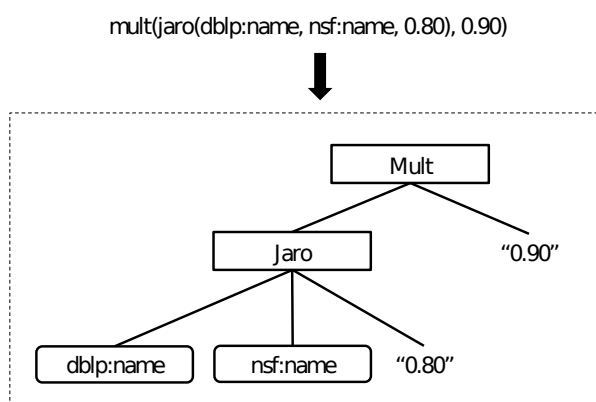 mult(jaro(dblp:name, nsf:name, 0.80), 0.90)
Mult
Jaro
“0.90”
dblp:name
nsf:name
“0.80”